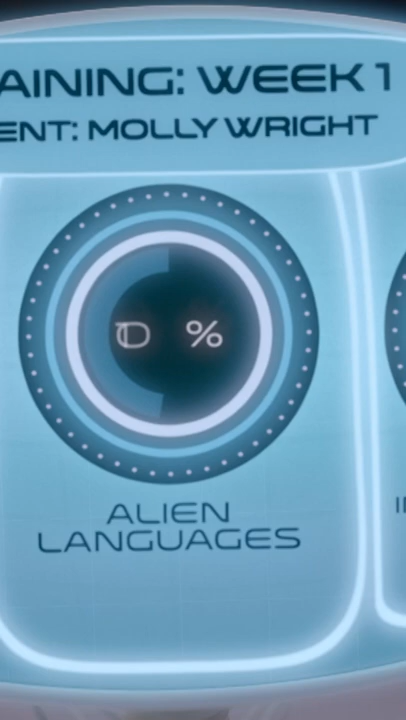 AINING: WEEK 1
ENT: MOLLY WRIGHT
%
ALIEN
LANGUAGES